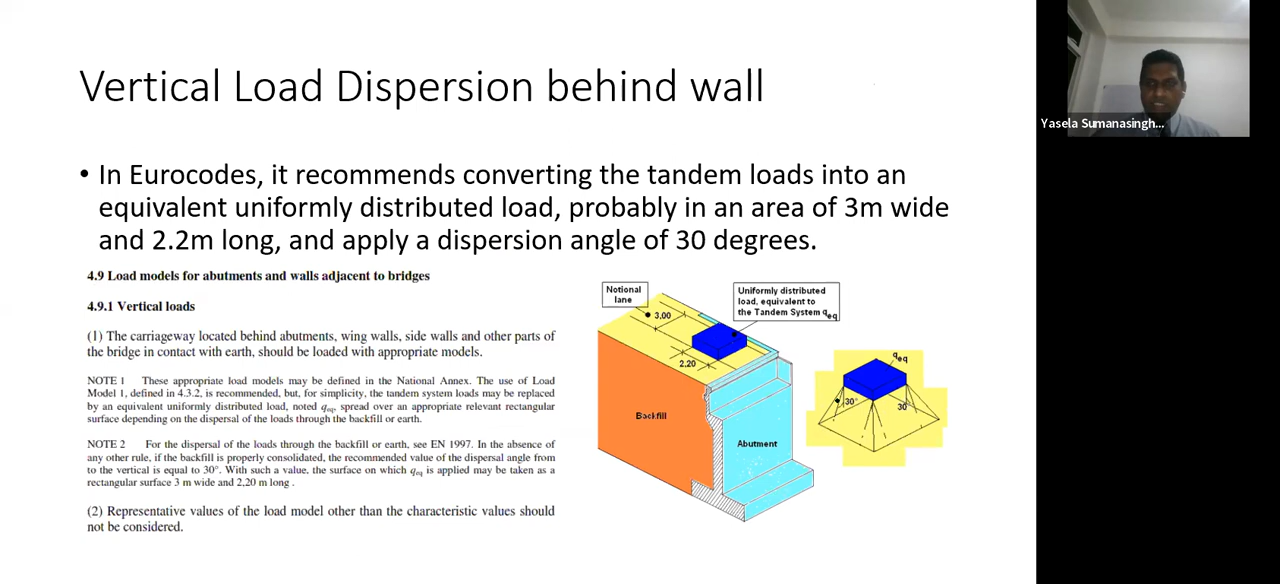 Vertical Load Dispersion behind wall
• In Eurocodes, it recommends converting the tandem loads into an
equivalent uniformly distributed load, probably in an area of 3m wide
and 2.2m long, and apply a dispersion angle of 30 degrees.
4.9 Load models for abutments and walls adjacent to bridges
4.9.1 Vertical loads
(1) The carriageway located behind abutments, wing walls, side walls and other parts of
the bridge in contact with earth, should be loaded with appropriate models.
NOTE 1 These appropriate load models may be defined in the National Annex. The use of Load
Model 1, defined in 4.3.2, is recommended, but, for simplicity, the tandem system loads may be replaced
by an equivalent uniformly distributed load, noted qeq, spread over an appropriate relevant rectangular
surface depending on the dispersal of the loads through the backfill or earth.
NOTE 2 For the dispersal of the loads through the backfill or earth, see EN 1997. In the absence of
any other rule, if the backfill is properly consolidated, the recommended value of the dispersal angle from
to the vertical is equal to 30°. With such a value, the surface on which qeq is applied may be taken as a
rectangular surface 3 m wide and 2,20 m long .
(2) Representative values of the load model other than the characteristic values should
not be considered.
Notional
lane
3,00
Uniformly distributed
load, equivalent to
the Tandem System qeq
2,20
Backfill
Abutment
qeq
30°
30
Yasela Sumanasingh...